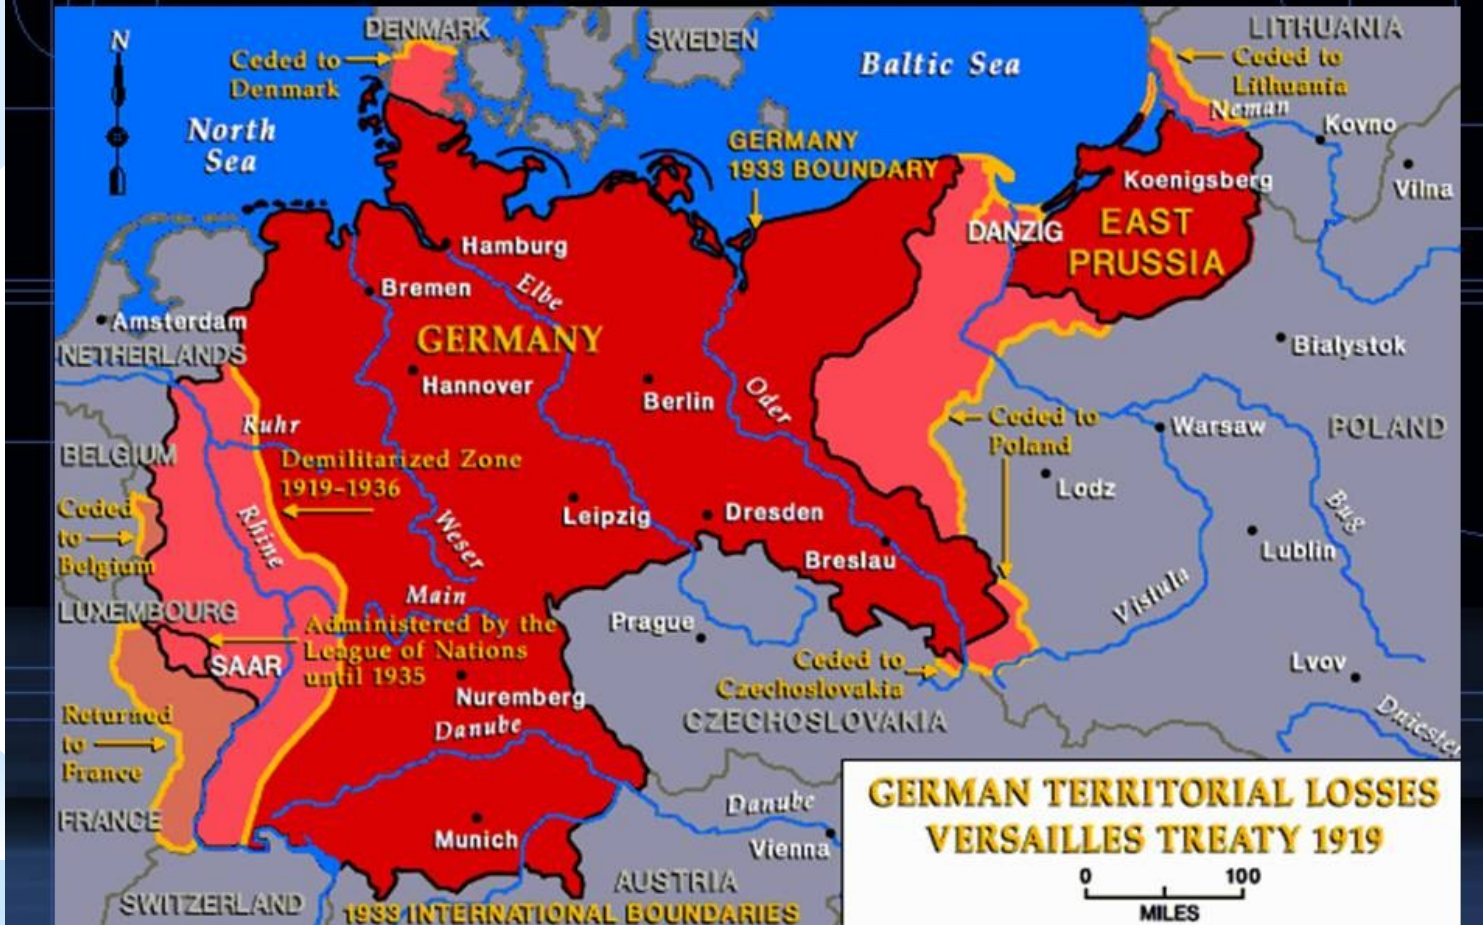 N
DENMARK
SWEDEN
LITHUANIA
Ceded to
Denmark
Baltic Sea
Ceded to
Lithuania
North
Sea
Neman
Kovno
GERMANY
1933 BOUNDARY
Koenigsberg
Vilna
DANZIG
EAST
PRUSSIA
Hamburg
Bremen
Elbe
Amsterdam
NETHERLANDS
GERMANY
Hannover
Berlin
Oder
Bialystok
Ruhr
Ceded to
Poland
Warsaw
POLAND
BELGIUM
Demilitarized Zone
1919-1936
Lodz
Ceded
to
Belgium
Rhine
Weser
Leipzig
Dresden
Breslau
Bug
Lublin
LUXEMBOURG
Main
Vistula
Administered by the
League of Nations
until 1935
SAAR
Prague
Ceded to
Czechoslovakia
Lvov
Nuremberg
Returned
to
France
Danube
CZECHOSLOVAKIA
Dniester
FRANCE
Munich
Danube
Vienna
GERMAN TERRITORIAL LOSSES
VERSAILLES TREATY 1919
0 100
MILES
AUSTRIA
SWITZERLAND
1933 INTERNATIONAL BOUNDARIES